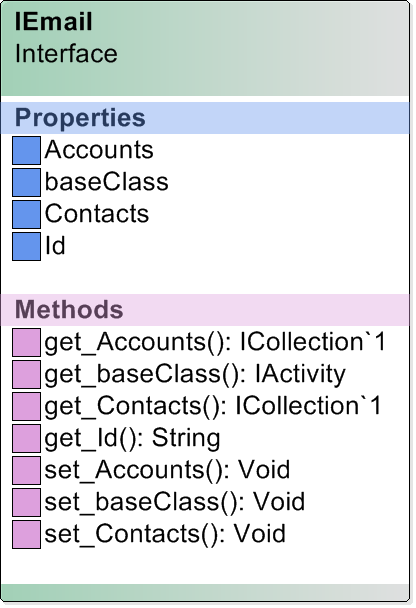 IEmail
Interface
Properties
Accounts
baseClass
Contacts
Id
Methods
get_Accounts(): ICollection`1
get_baseClass(): IActivity
get_Contacts(): ICollection`1
get_Id(): String
set_Accounts(): Void
set_baseClass(): Void
set_Contacts(): Void